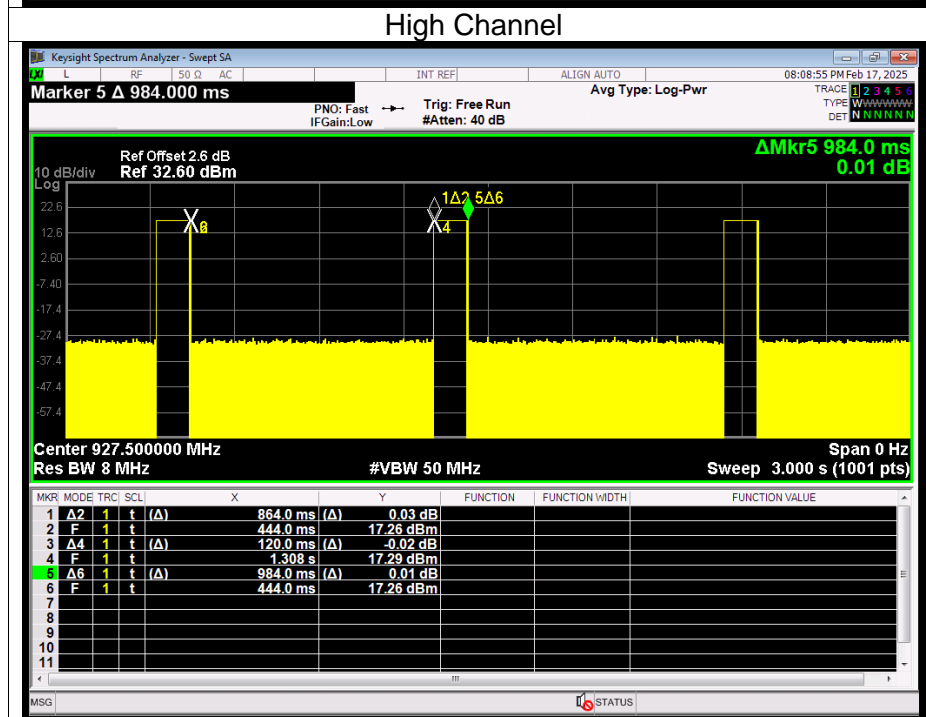 High Channel
Keysight Spectrum Analyzer - Swept SA
LXI L RF 50 Ω AC INT REF ALIGN AUTO 08:08:55 PM Feb 17, 2025
Marker 5 Δ 984.000 ms Avg Type: Log-Pwr TRACE 1 2 3 4 5 6
PNO: Fast Trig: Free Run TYPE WWWWWW
IFGain:Low #Atten: 40 dB DET N N N N N N
ΔMkr5 984.0 ms
Ref Offset 2.6 dB
10 dB/div Ref 32.60 dBm 0.01 dB
Log
1Δ2 5Δ6
22.6
6
4
12.6
2.60
-7.40
-17.4
-27.4
-37.4
-47.4
-57.4
Center 927.500000 MHz Span 0 Hz
Res BW 8 MHz #VBW 50 MHz Sweep 3.000 s (1001 pts)
MKR MODE TRC SCL X Y FUNCTION FUNCTION WIDTH FUNCTION VALUE
1 Δ2 1 t (Δ) 864.0 ms (Δ) 0.03 dB
2 F 1 t 444.0 ms 17.26 dBm
3 Δ4 1 t (Δ) 120.0 ms (Δ) -0.02 dB
4 F 1 t 1.308 s 17.29 dBm
5 Δ6 1 t (Δ) 984.0 ms (Δ) 0.01 dB
6 F 1 t 444.0 ms 17.26 dBm
7
8
9
10
11
MSG STATUS